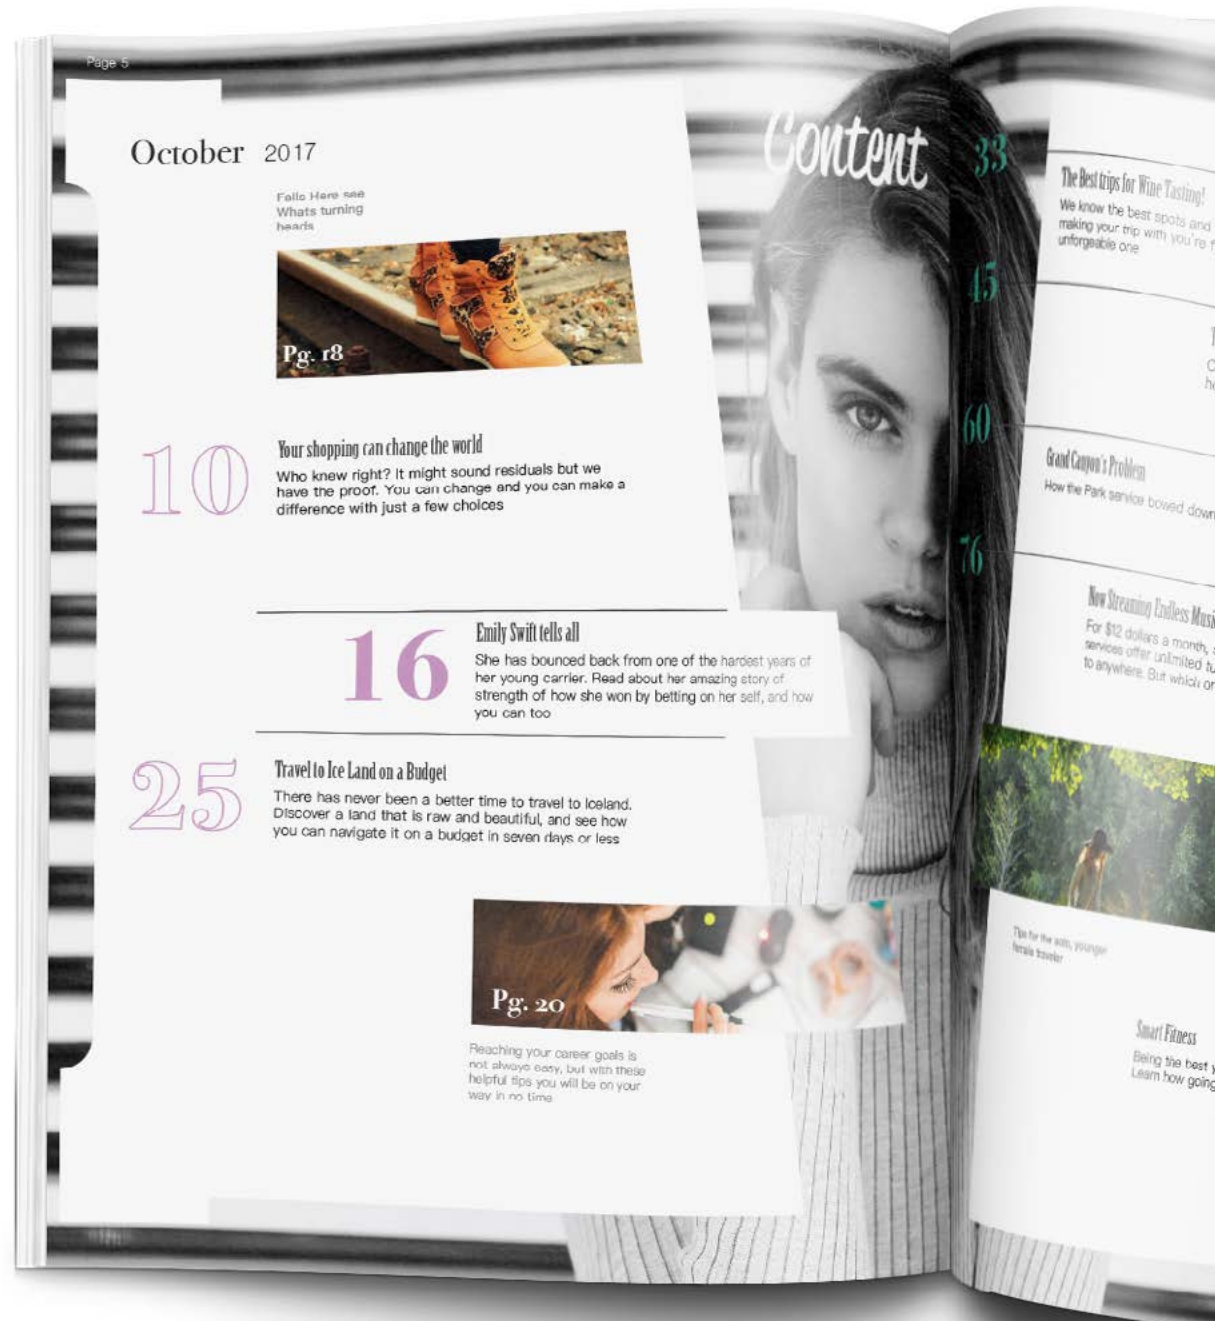 Page 5
October 2017
Falls Here see
Whats turning
heads
Pg. 18
10
Your shopping can change the world
Who knew right? It might sound residuals but we
have the proof. You can change and you can make a
difference with just a few choices
16
Emily Swift tells all
She has bounced back from one of the hardest years of
her young carrier. Read about her amazing story of
strength of how she won by betting on her self, and how
you can too
25
Travel to Ice Land on a Budget
There has never been a better time to travel to Iceland.
Discover a land that is raw and beautiful, and see how
you can navigate it on a budget in seven days or less
Pg. 20
Reaching your career goals is
not always easy, but with these
helpful tips you will be on your
way in no time
Content
33
The Best trips for Wine Tasting!
We know the best spots and
making your trip with you're
unforgeable one
45
60
Grand Canyon's Problem
How the Park service bowed down
76
Now Streaming Endless
For $12 dollars a month,
services offer unlimited
to anywhere. But which
Tips for the solo, younger
female traveler
Smart Fitness
Being the best
Learn how going